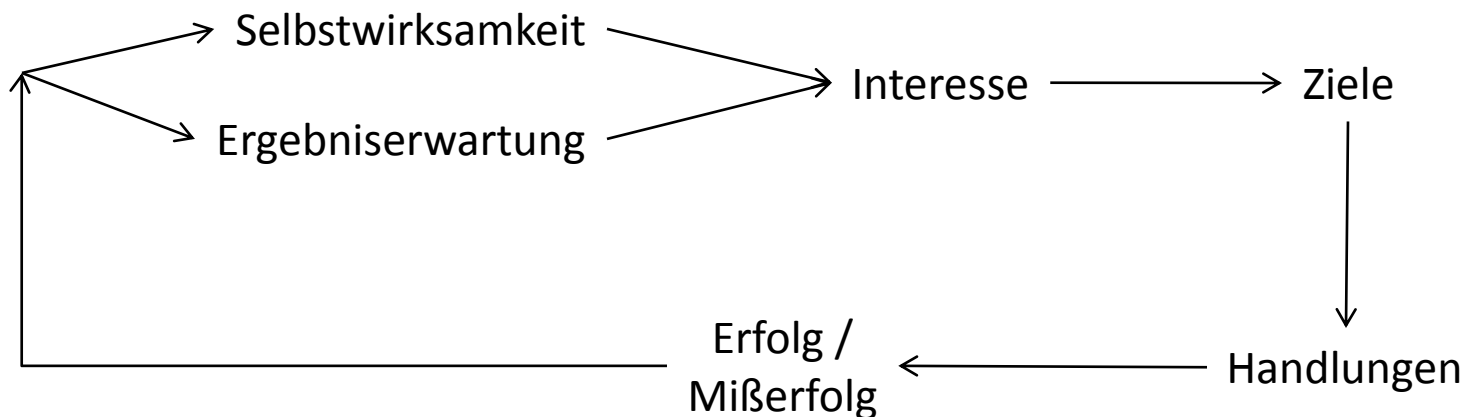 Selbstwirksamkeit
Interesse
Ziele
Ergebniserwartung
Erfolg /
Mißerfolg
Handlungen